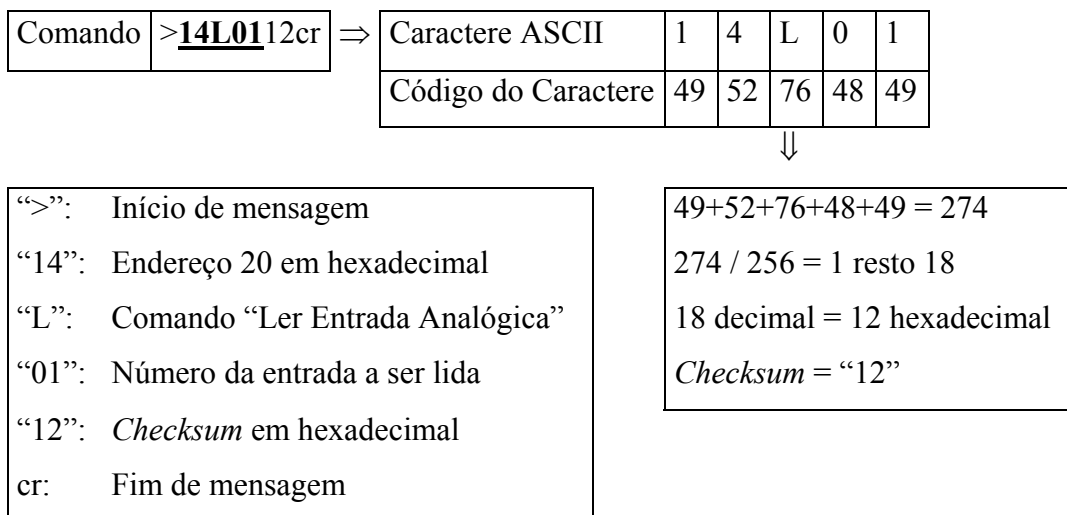 Comando >14L0112cr ⇒ Caractere ASCII 1 4 L 0 1
Código do Caractere 49 52 76 48 49
⇓
“>”: Início de mensagem
“14”: Endereço 20 em hexadecimal
“L”: Comando “Ler Entrada Analógica”
“01”: Número da entrada a ser lida
“12”: Checksum em hexadecimal
cr: Fim de mensagem
49+52+76+48+49 = 274
274 / 256 = 1 resto 18
18 decimal = 12 hexadecimal
Checksum = “12”